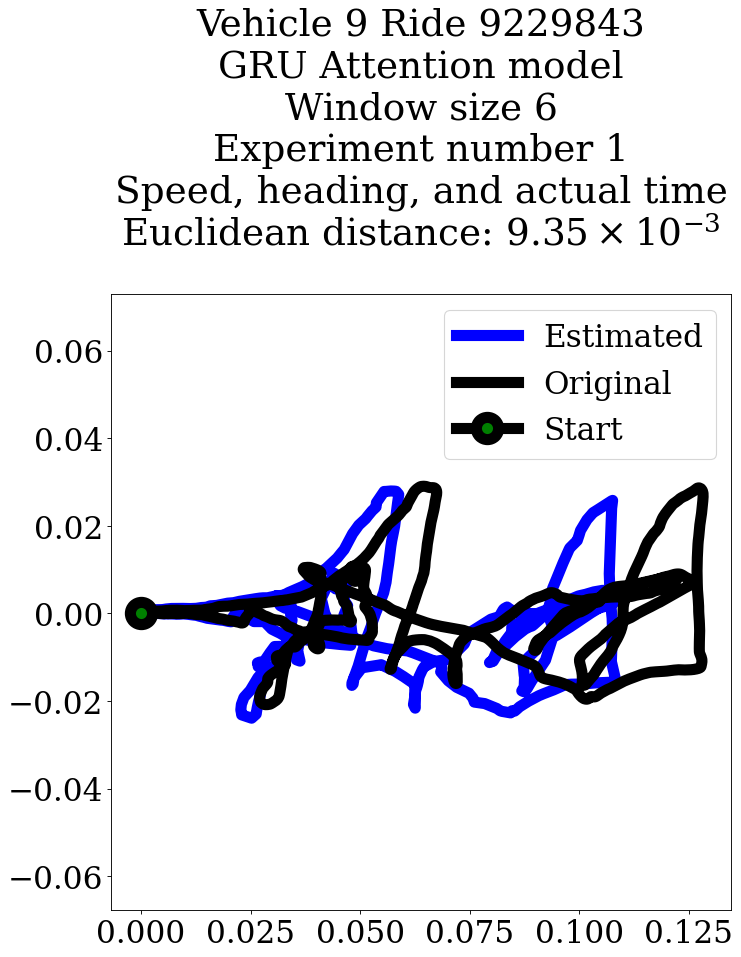 Vehicle 9 Ride 9229843
GRU Attention model
Window size 6
Experiment number 1
Speed, heading, and actual time
Euclidean distance: 9.35 × 10⁻³
Estimated
Original
Start
0.06
0.04
0.02
0.00
−0.02
−0.04
−0.06
0.000 0.025 0.050 0.075 0.100 0.125